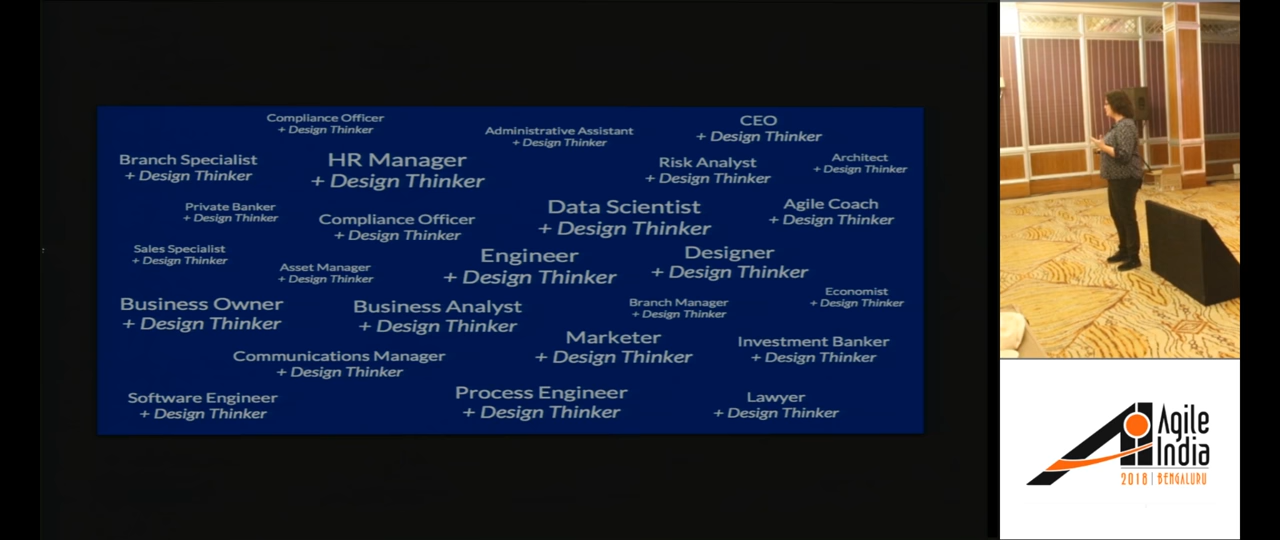 Compliance Officer
+ Design Thinker
Administrative Assistant
+ Design Thinker
CEO
+ Design Thinker
Branch Specialist
+ Design Thinker
HR Manager
+ Design Thinker
Risk Analyst
+ Design Thinker
Architect
+ Design Thinker
Private Banker
+ Design Thinker
Compliance Officer
+ Design Thinker
Data Scientist
+ Design Thinker
Agile Coach
+ Design Thinker
Sales Specialist
+ Design Thinker
Asset Manager
+ Design Thinker
Engineer
+ Design Thinker
Designer
+ Design Thinker
Business Owner
+ Design Thinker
Business Analyst
+ Design Thinker
Branch Manager
+ Design Thinker
Economist
+ Design Thinker
Marketer
+ Design Thinker
Investment Banker
+ Design Thinker
Communications Manager
+ Design Thinker
Software Engineer
+ Design Thinker
Process Engineer
+ Design Thinker
Lawyer
+ Design Thinker
Agile
India
2018 | BENGALURU